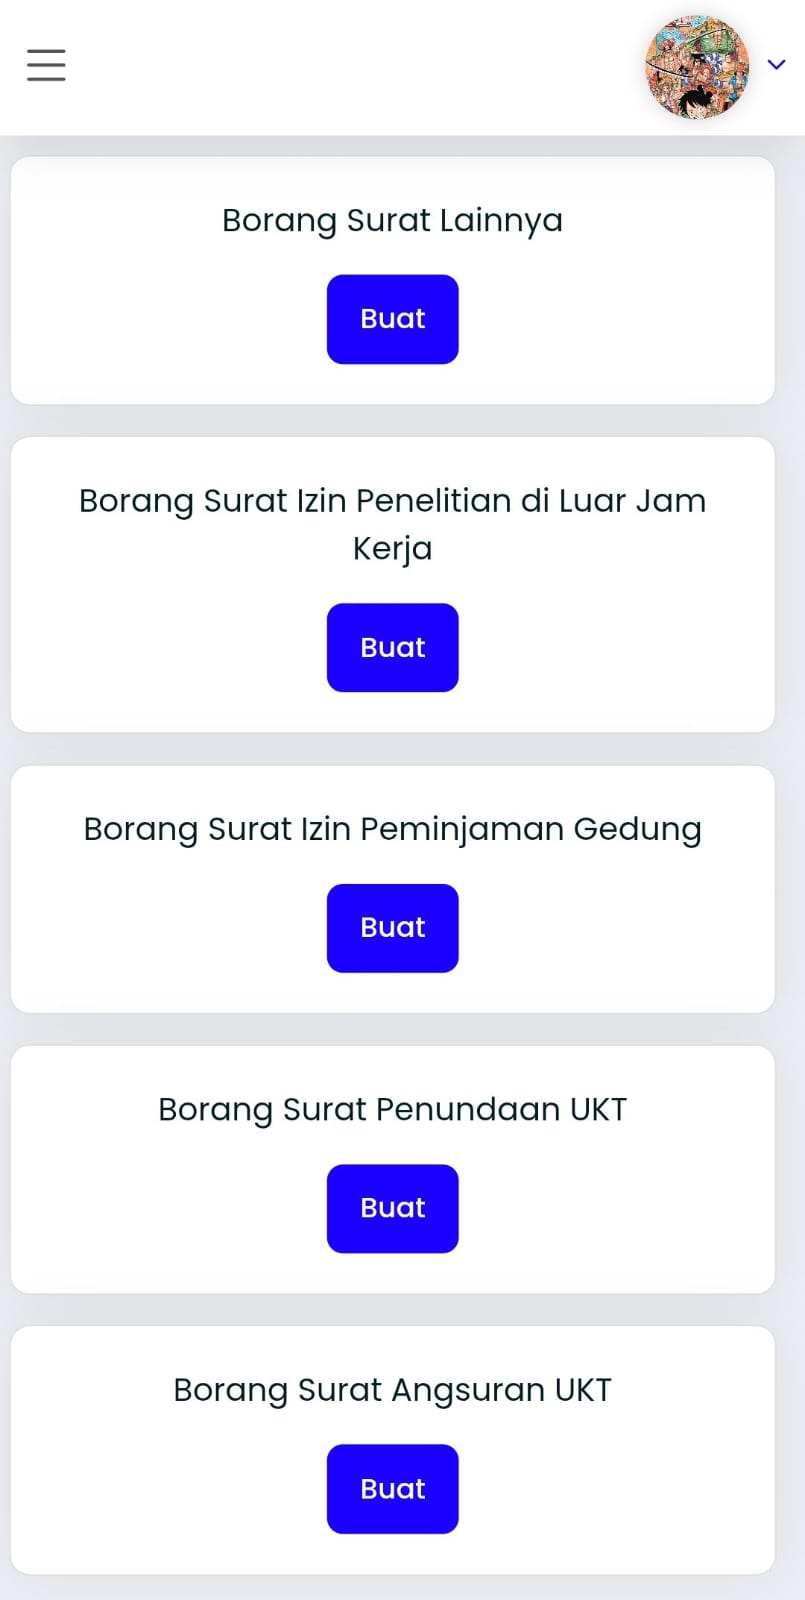 Borang Surat Lainnya
Buat
Borang Surat Izin Penelitian di Luar Jam
Kerja
Buat
Borang Surat Izin Peminjaman Gedung
Buat
Borang Surat Penundaan UKT
Buat
Borang Surat Angsuran UKT
Buat